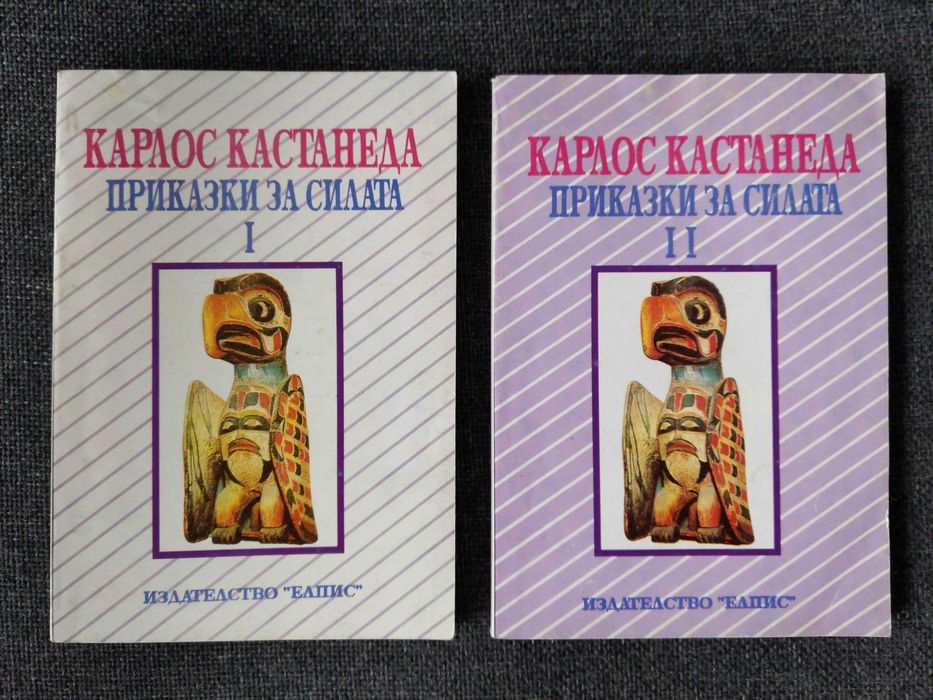 КАРЛОС КАСТАНЕДА
ПРИКАЗКИ ЗА СИЛАТА
I
ИЗДАТЕЛСТВО "ЕЛПИС"
КАРЛОС КАСТАНЕДА
ПРИКАЗКИ ЗА СИЛАТА
II
ИЗДАТЕЛСТВО "ЕЛПИС"